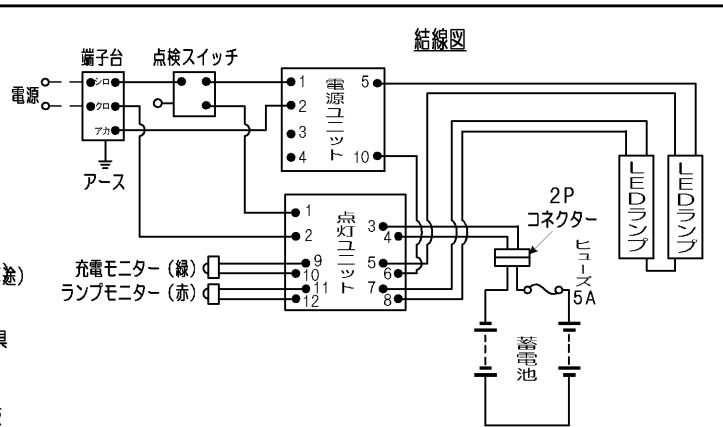 結線図
端子台
点検スイッチ
電源
シロ
クロ
アカ
アース
1
2
3
4
電源ユニット
5
10
1
2
9
10
11
12
点灯ユニット
3
4
5
6
7
8
充電モニター（緑）
ランプモニター（赤）
2P
コネクター
ヒューズ
5A
蓄電池
LEDランプ
LEDランプ
途)